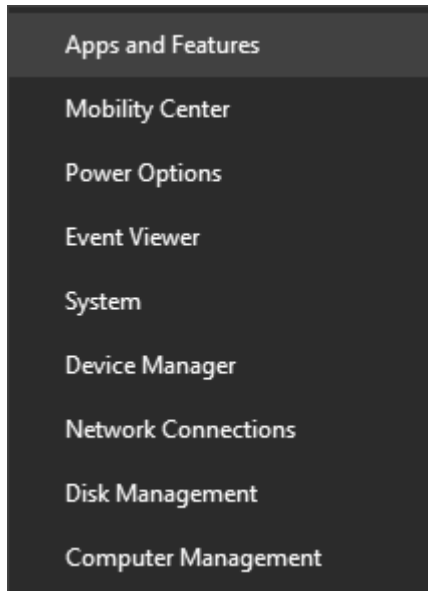 Apps and Features
Mobility Center
Power Options
Event Viewer
System
Device Manager
Network Connections
Disk Management
Computer Management